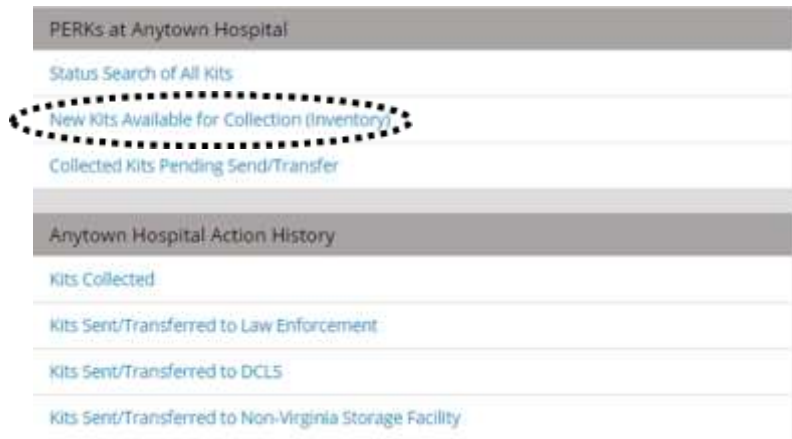 PERKs at Anytown Hospital
Status Search of All Kits
New Kits Available for Collection (Inventory)
Collected Kits Pending Send/Transfer
Anytown Hospital Action History
Kits Collected
Kits Sent/Transferred to Law Enforcement
Kits Sent/Transferred to DCLS
Kits Sent/Transferred to Non-Virginia Storage Facility